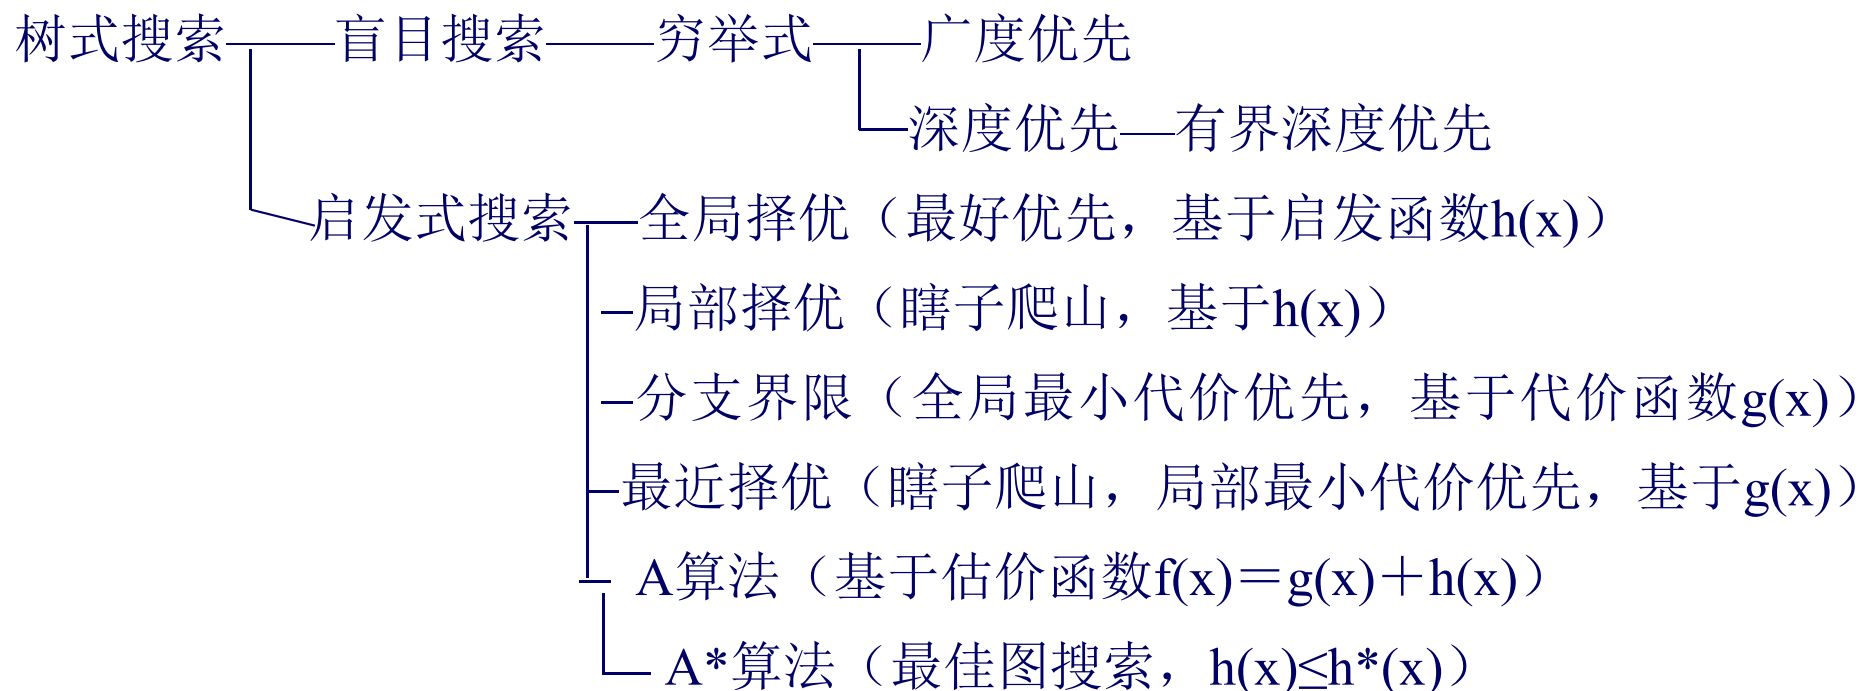 树式搜索 盲目搜索 穷举式 广度优先
深度优先 有界深度优先
启发式搜索 全局择优（最好优先，基于启发函数h(x)）
局部择优（瞎子爬山，基于h(x)）
分支界限（全局最小代价优先，基于代价函数g(x)）
最近择优（瞎子爬山，局部最小代价优先，基于g(x)）
A算法（基于估价函数f(x)＝g(x)＋h(x)）
A*算法（最佳图搜索，h(x)≤h*(x)）